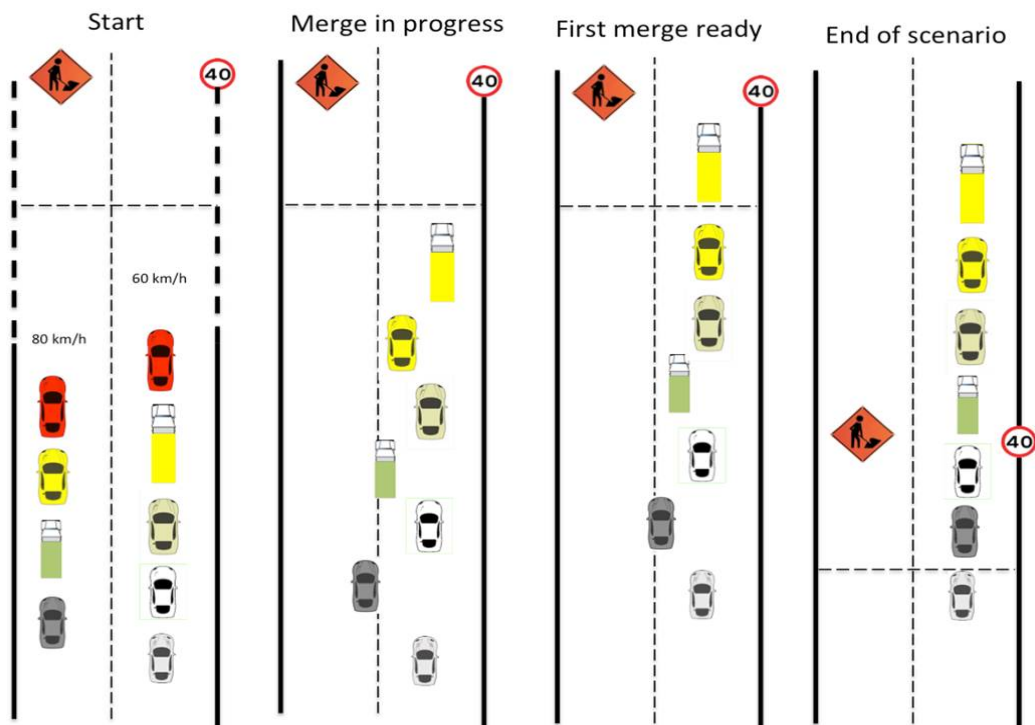 Start
Merge in progress
First merge ready
End of scenario
40
40
40
60 km/h
80 km/h
40